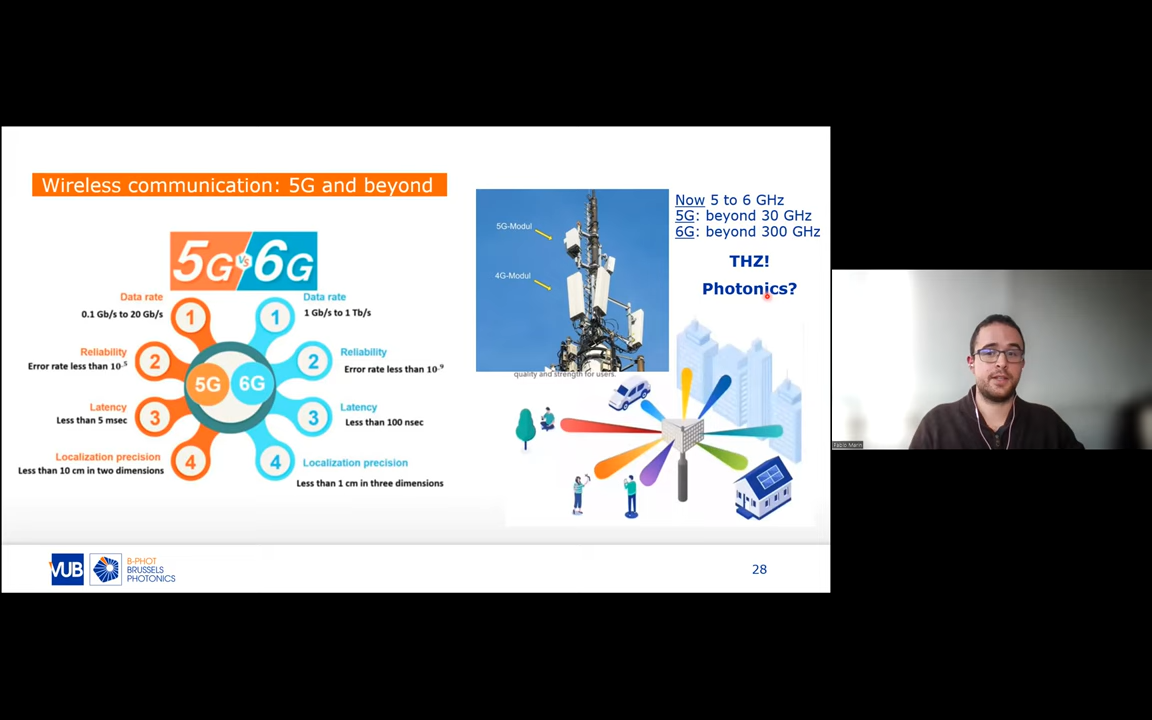 Wireless communication: 5G and beyond
5G VS 6G
Data rate
0.1 Gb/s to 20 Gb/s
1
Reliability
Error rate less than 10⁻⁵
2
Latency
Less than 5 msec
3
Localization precision
Less than 10 cm in two dimensions
4
5G
6G
Data rate
1 Gb/s to 1 Tb/s
1
Reliability
Error rate less than 10⁻⁹
2
Latency
Less than 100 nsec
3
Localization precision
Less than 1 cm in three dimensions
4
5G-Modul
4G-Modul
quality and strength for users.
Now 5 to 6 GHz
5G: beyond 30 GHz
6G: beyond 300 GHz
THZ!
Photonics?
VUB
B-PHOT
BRUSSELS
PHOTONICS
28